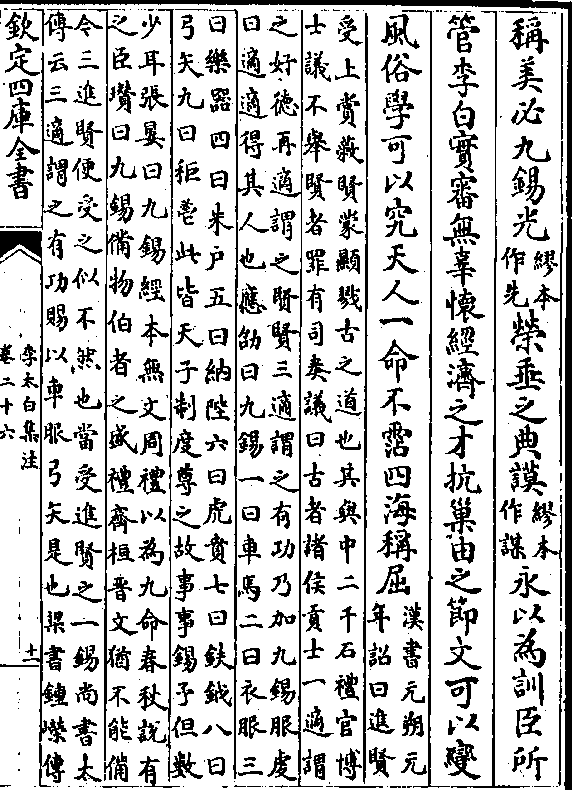 稱美必九錫光繆本作先榮垂之典謨繆本作謀永以為訓臣所
管李白實審無辜懷經濟之才抗巢由之節文可以變
風俗學可以究天人一命不霑四海稱屈漢書元朔元年詔曰進賢
受上賞蔽賢蒙顯戮古之道也其與中二千石禮官博
士議不舉賢者罪有司奏議曰古者諸侯貢士一適謂
之好德再適謂之賢賢三適謂之有功乃加九錫服虔
曰適適得其人也應劭曰九錫一曰車馬二曰衣服三
曰樂器四曰朱戶五曰納陛六曰虎賁七曰鈇鉞八曰
弓矢九曰秬鬯此皆天子制度尊之故事事錫予但數
少耳張晏曰九錫經本無文周禮以為九命春秋說有
之臣瓚曰九錫備物伯者之盛禮齊桓晉文猶不能備
今三進賢便受之似不然也當受進賢之一錫尚書大
傳云三適謂之有功賜以車服弓矢是也梁書鍾嶸傳
欽定四庫全書
李太白集注
卷二十六
十一